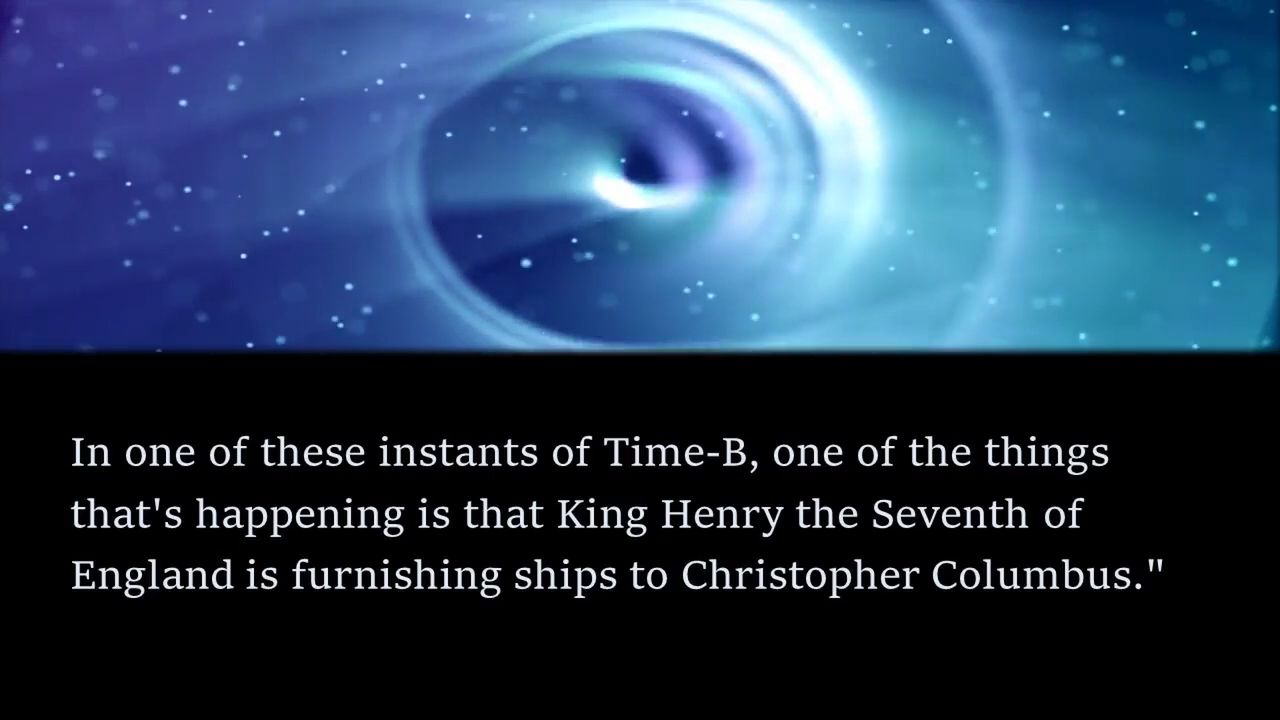 In one of these instants of Time-B, one of the things
that's happening is that King Henry the Seventh of
England is furnishing ships to Christopher Columbus."